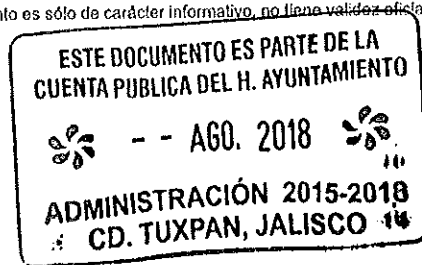 nto es sólo de carácter informativo, no tiene validez oficia
ESTE DOCUMENTO ES PARTE DE LA
CUENTA PUBLICA DEL H. AYUNTAMIENTO
- - AGO. 2018
ADMINISTRACIÓN 2015-2018
CD. TUXPAN, JALISCO